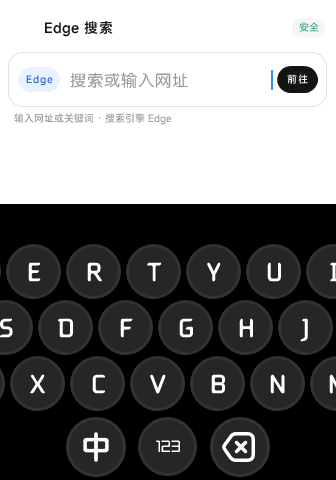 Edge 搜索
安全
Edge
搜索或输入网址
前往
输入网址或关键词 · 搜索引擎 Edge
E R T Y U I
S D F G H J
X C V B N M
中 123